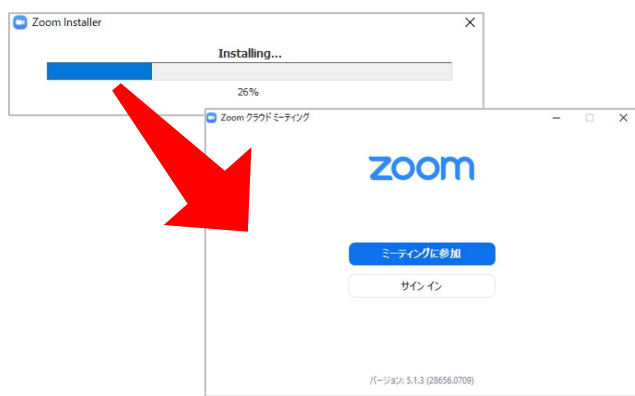 Zoom Installer
Installing...
26%
Zoom クラウド ミーティング
zoom
ミーティングに参加
サイン イン
バージョン: 5.1.3 (28656.0709)